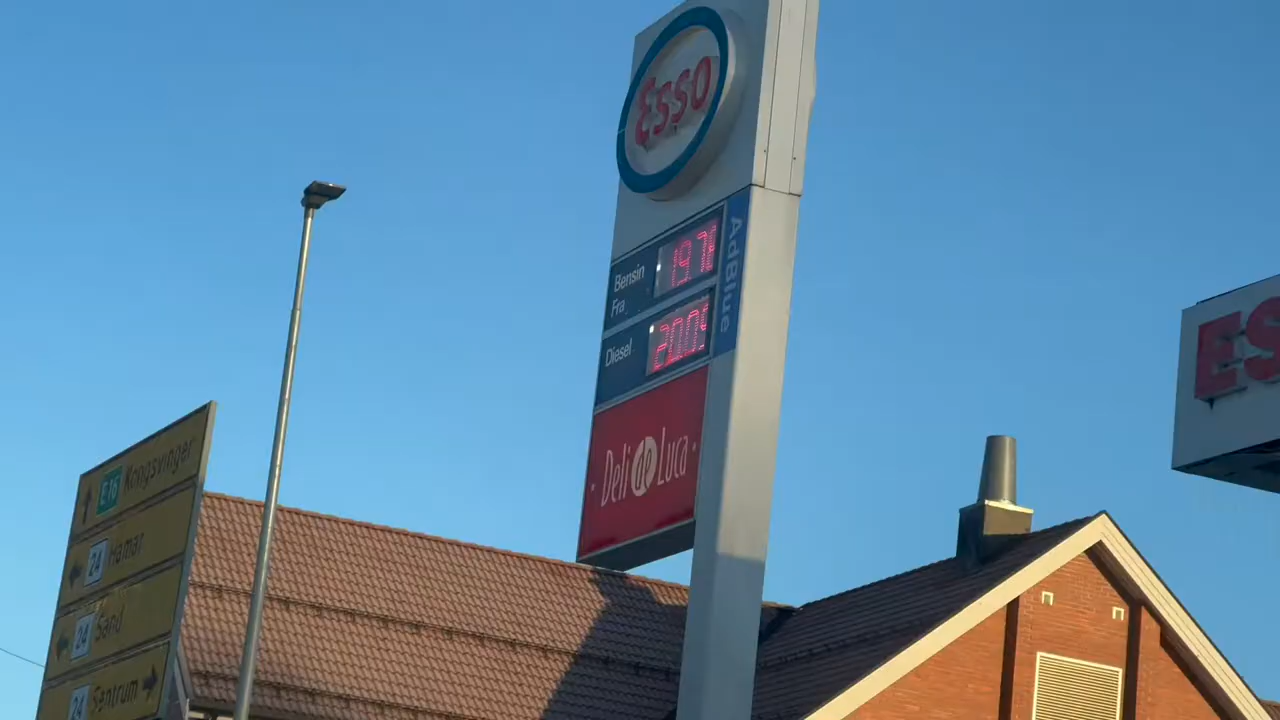 Esso
Bensin
Fra
19.78
Diesel
20.09
AdBlue
Deli de Luca
E16 Kongsvinger
24 Hamar
24 Sand
24 Sentrum
ES